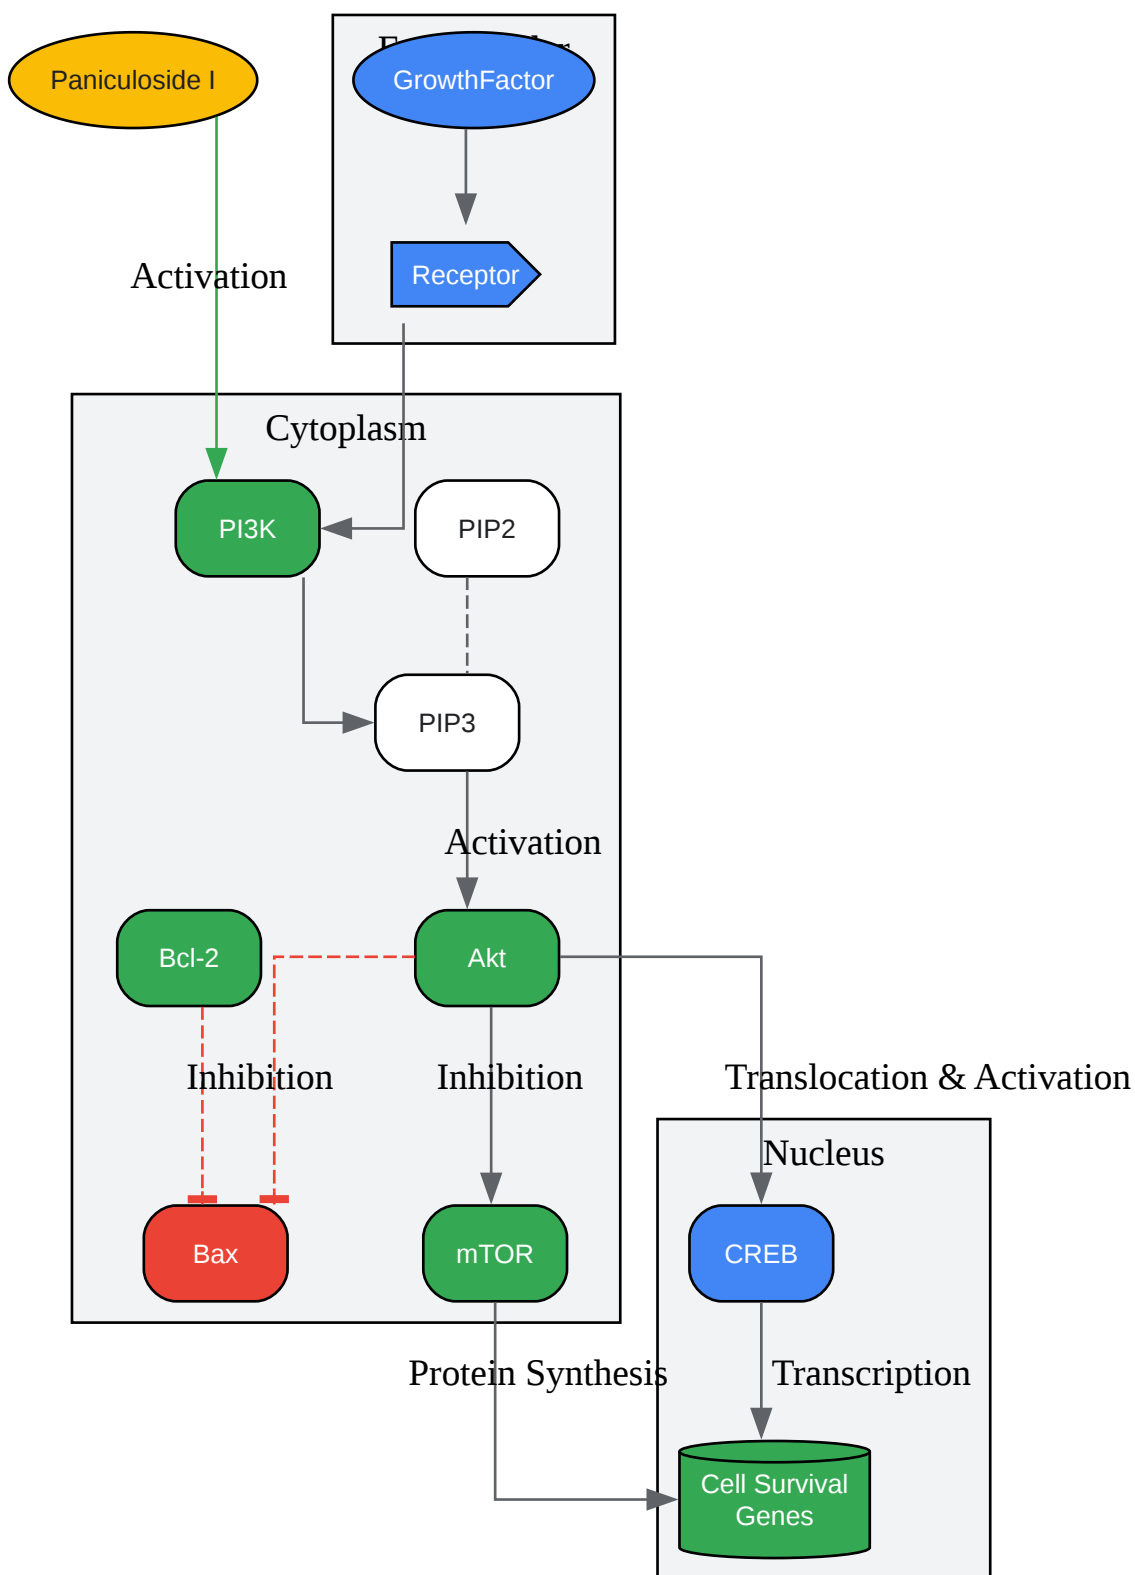 Paniculoside I
GrowthFactor
Receptor
Activation
Cytoplasm
PI3K
PIP2
PIP3
Activation
Bcl-2
Akt
Inhibition
Inhibition
Translocation & Activation
Nucleus
Bax
mTOR
CREB
Protein Synthesis
Transcription
Cell Survival
Genes